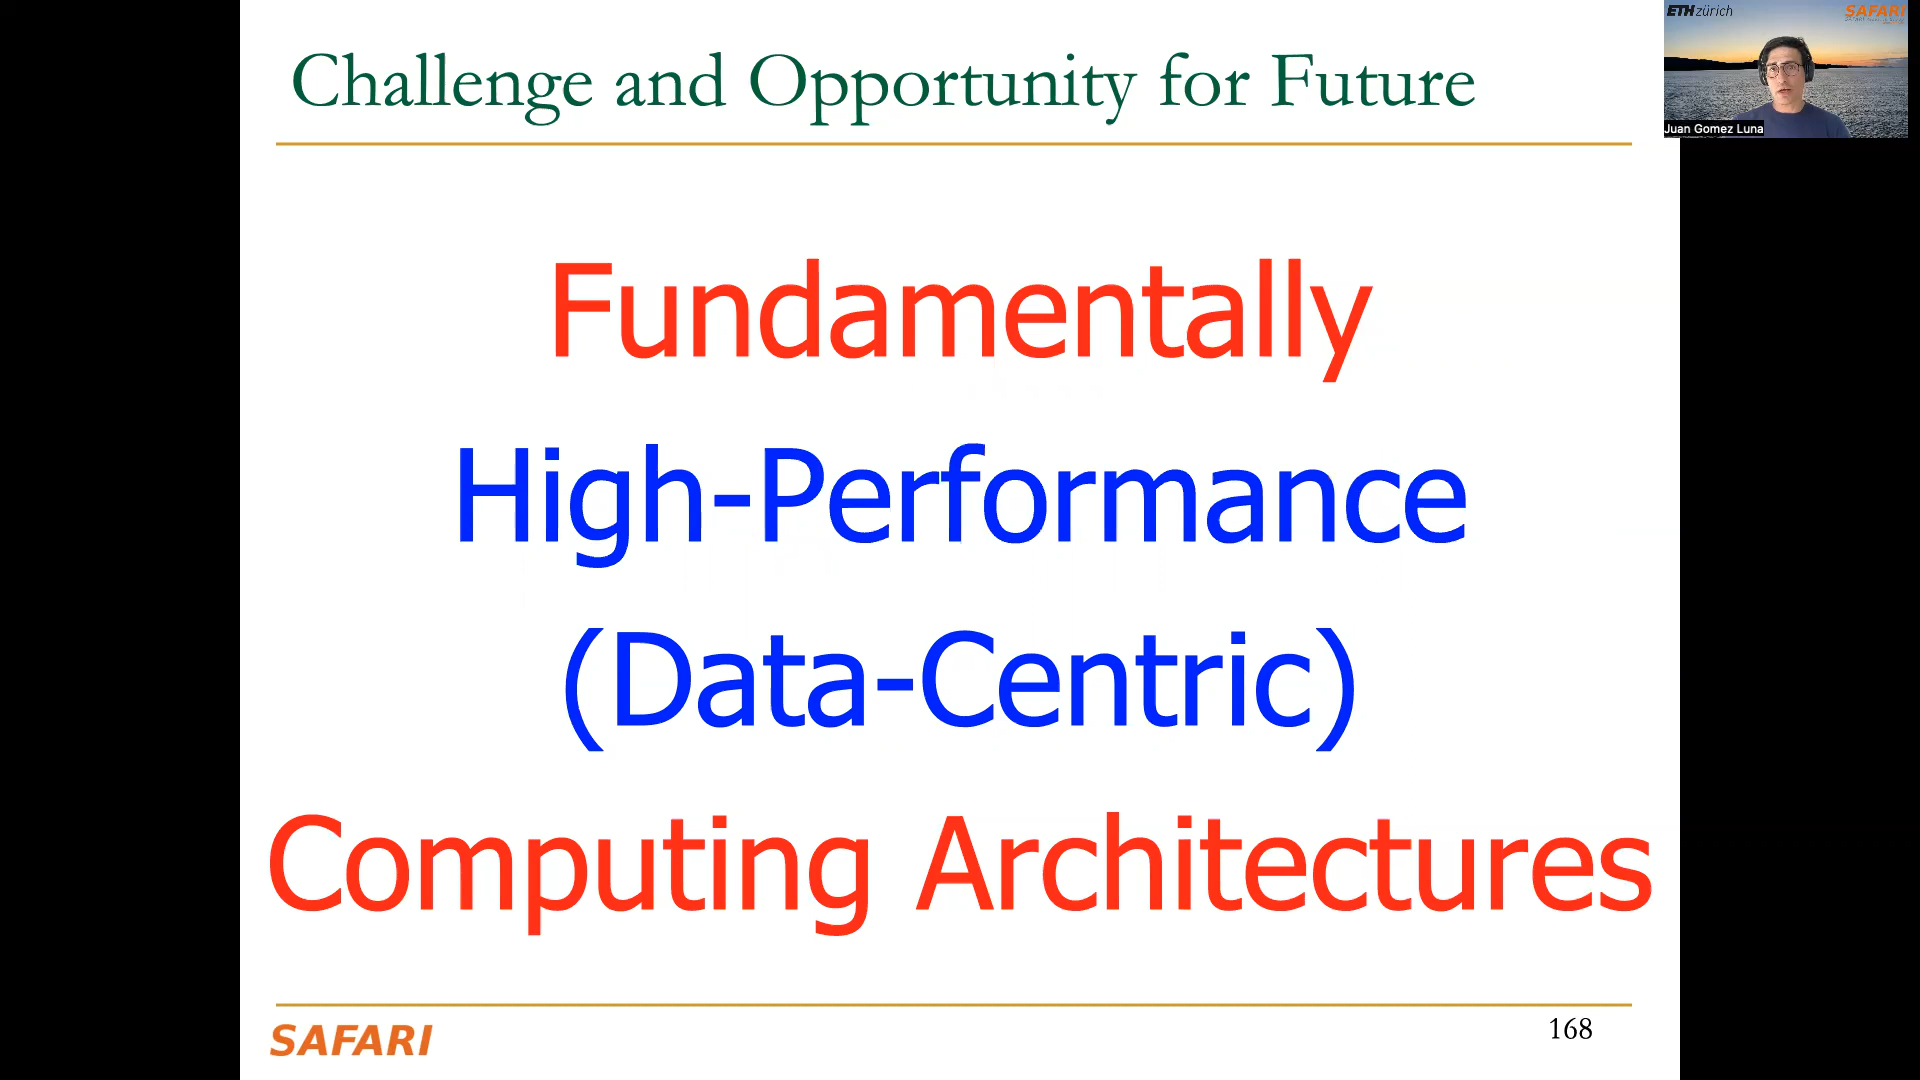 Challenge and Opportunity for Future
Fundamentally
High-Performance
(Data-Centric)
Computing Architectures
SAFARI
168
ETH zürich
SAFARI
Juan Gomez Luna